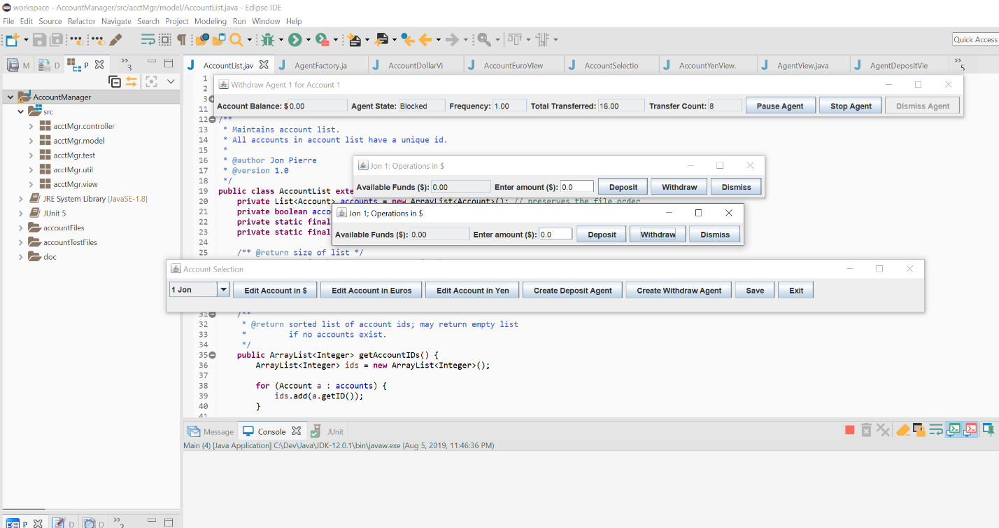 workspace - AccountManager/src/acctMgr/model/AccountList.java - Eclipse IDE
File Edit Source Refactor Navigate Search Project Modeling Run Window Help
Quick Access
M D P 3
AccountList.jav AgentFactory.ja AccountDollarVi AccountEuroView AccountSelectio AccountYenView. AgentView.java AgentDepositVie 5
AccountManager
src
acctMgr.controller
acctMgr.model
acctMgr.test
acctMgr.util
acctMgr.view
JRE System Library [JavaSE-1.8]
JUnit 5
accountFiles
accountTestFiles
doc
1
2
3
11
Withdraw Agent 1 for Account 1
Account Balance: $ 0.00 Agent State: Blocked Frequency: 1.00 Total Transferred: 16.00 Transfer Count: 8 Pause Agent Stop Agent Dismiss Agent
12 /**
13 * Maintains account list.
14 * All accounts in account list have a unique id.
15 *
16 * @author Jon Pierre
17 * @version 1.0
18 */
19 public class AccountList exte
20 private List<Account> accounts = new ArrayList<Account>(); // preserves the file order
21 private boolean acco
22 private static final
23 private static final
24
25 /** @return size of list */
Jon 1; Operations in $
Available Funds ($): 0.00 Enter amount ($): 0.0 Deposit Withdraw Dismiss
Jon 1; Operations in $
Available Funds ($): 0.00 Enter amount ($): 0.0 Deposit Withdraw Dismiss
Account Selection
1 Jon Edit Account in $ Edit Account in Euros Edit Account in Yen Create Deposit Agent Create Withdraw Agent Save Exit
31 /**
32 * @return sorted list of account ids; may return empty list
33 * if no accounts exist.
34 */
35 public ArrayList<Integer> getAccountIDs() {
36 ArrayList<Integer> ids = new ArrayList<Integer>();
37
38 for (Account a : accounts) {
39 ids.add(a.getID());
40 }
41
Message Console JUnit
Main (4) [Java Application] C:\Dev\Java\JDK-12.0.1\bin\javaw.exe (Aug 5, 2019, 11:46:36 PM)
P D D 2